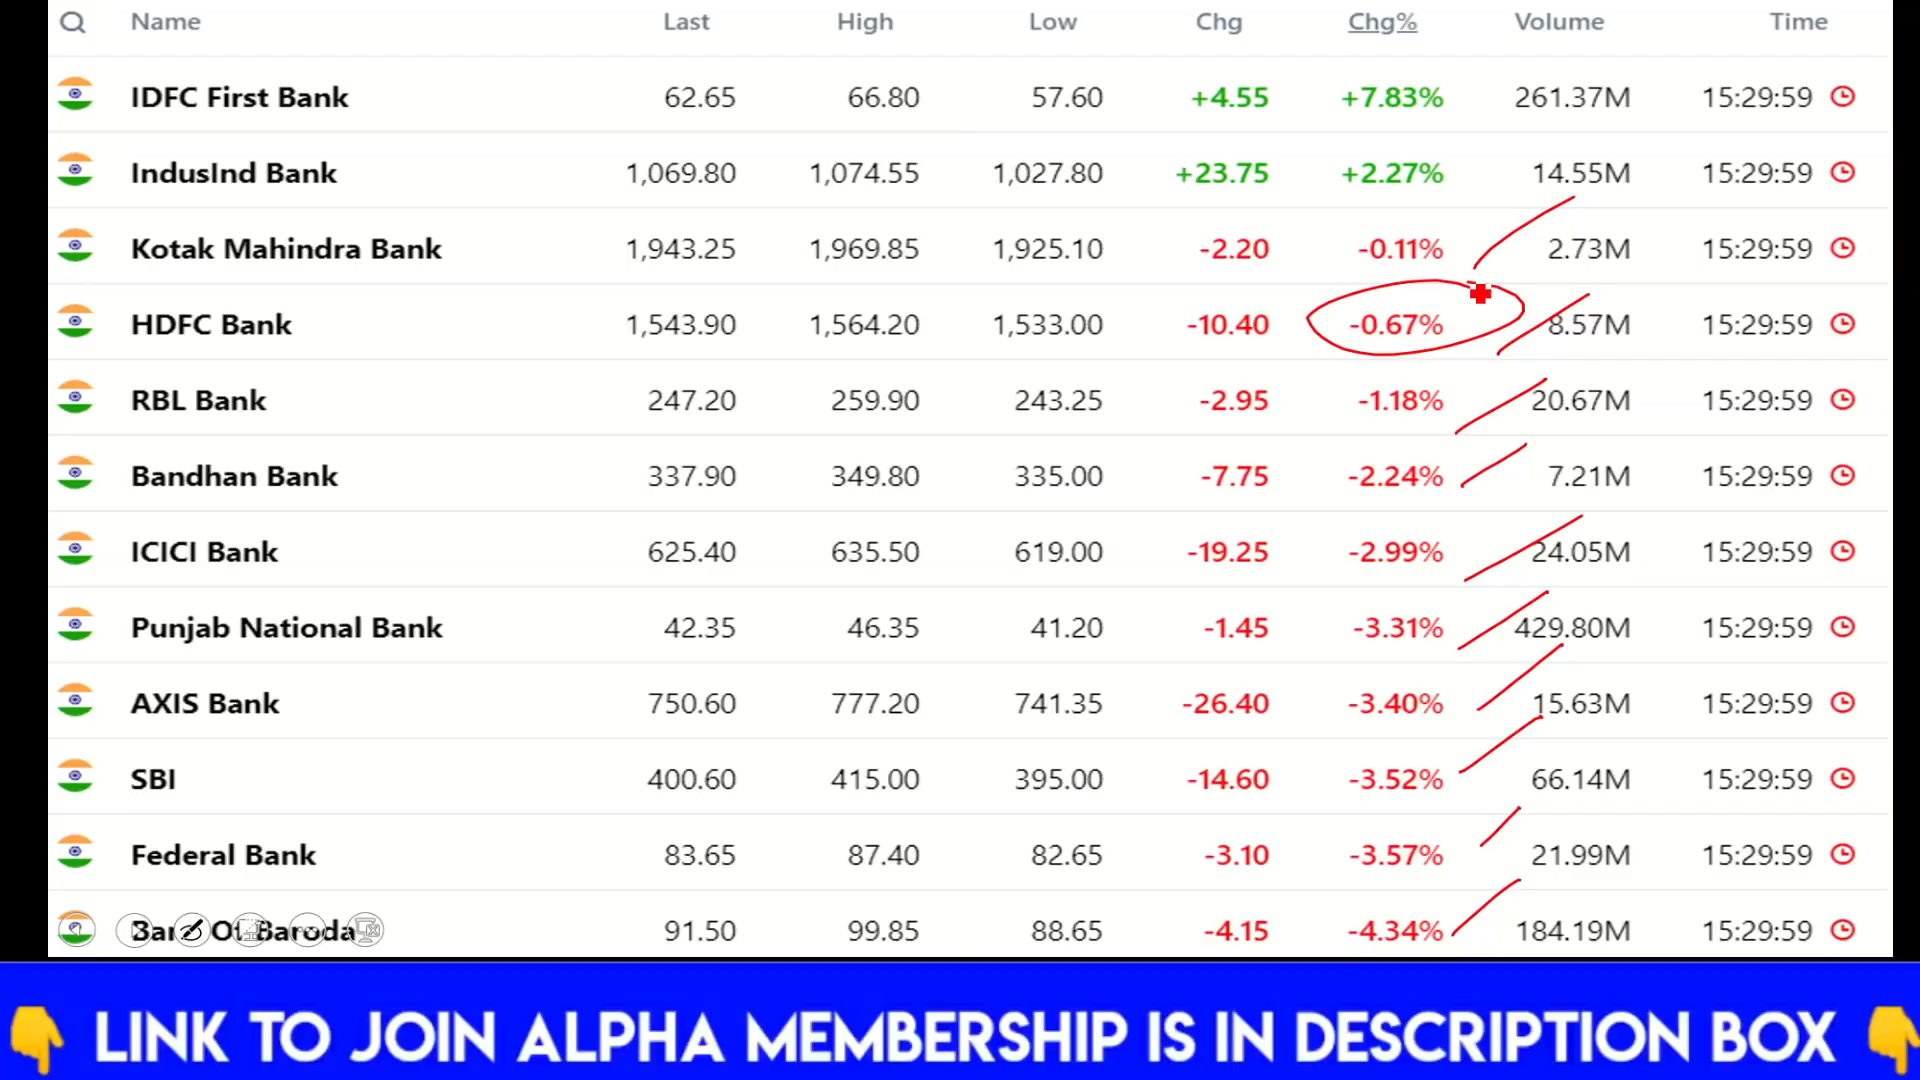 Name Last High Low Chg Chg% Volume Time
IDFC First Bank 62.65 66.80 57.60 +4.55 +7.83% 261.37M 15:29:59
IndusInd Bank 1,069.80 1,074.55 1,027.80 +23.75 +2.27% 14.55M 15:29:59
Kotak Mahindra Bank 1,943.25 1,969.85 1,925.10 -2.20 -0.11% 2.73M 15:29:59
HDFC Bank 1,543.90 1,564.20 1,533.00 -10.40 -0.67% 8.57M 15:29:59
RBL Bank 247.20 259.90 243.25 -2.95 -1.18% 20.67M 15:29:59
Bandhan Bank 337.90 349.80 335.00 -7.75 -2.24% 7.21M 15:29:59
ICICI Bank 625.40 635.50 619.00 -19.25 -2.99% 24.05M 15:29:59
Punjab National Bank 42.35 46.35 41.20 -1.45 -3.31% 429.80M 15:29:59
AXIS Bank 750.60 777.20 741.35 -26.40 -3.40% 15.63M 15:29:59
SBI 400.60 415.00 395.00 -14.60 -3.52% 66.14M 15:29:59
Federal Bank 83.65 87.40 82.65 -3.10 -3.57% 21.99M 15:29:59
Bank Of Baroda 91.50 99.85 88.65 -4.15 -4.34% 184.19M 15:29:59
LINK TO JOIN ALPHA MEMBERSHIP IS IN DESCRIPTION BOX